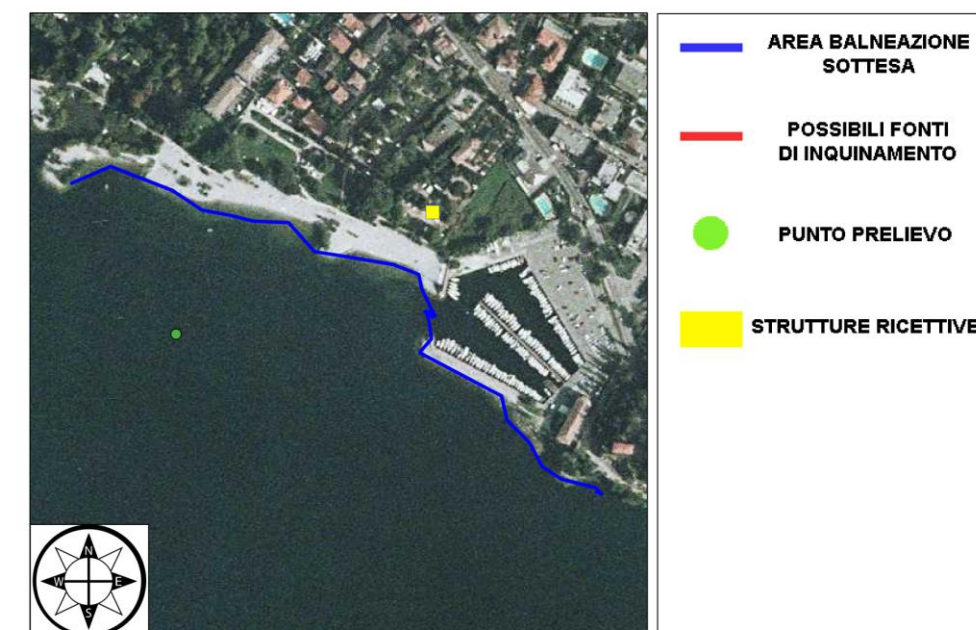 AREA BALNEAZIONE
SOTTESA
POSSIBILI FONTI
DI INQUINAMENTO
PUNTO PRELIEVO
STRUTTURE RICETTIVE
N
W E
S